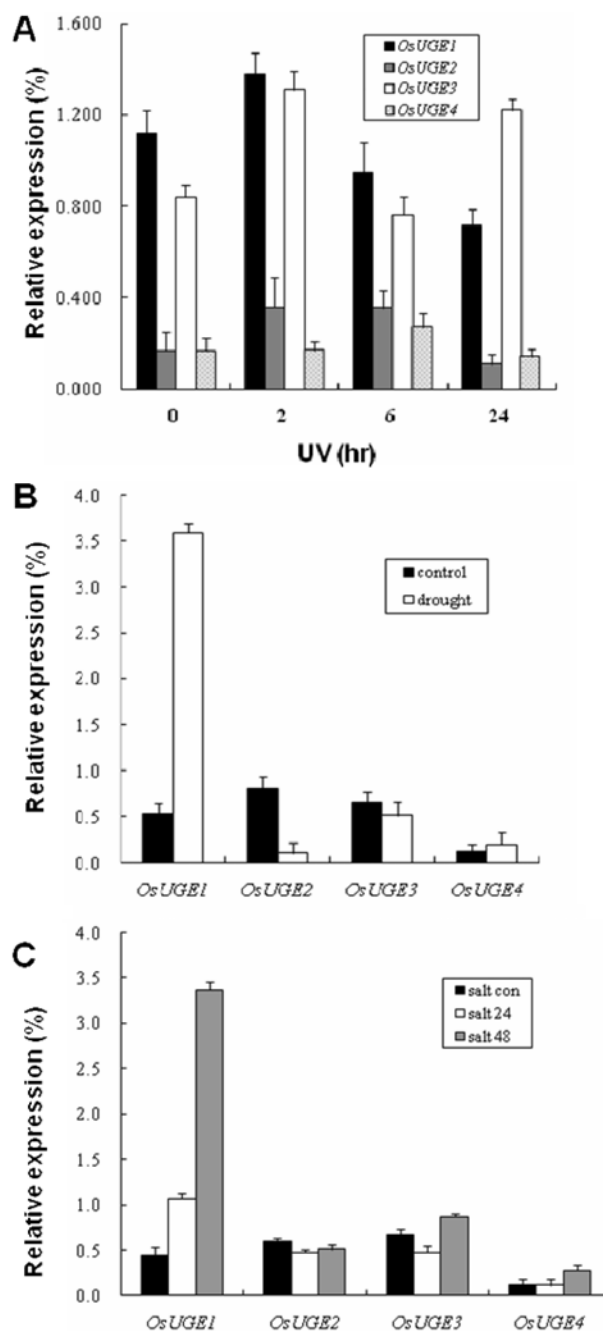 A
Relative expression (%)
1.600
1.200
0.800
0.400
0.000
OsUGE1
OsUGE2
OsUGE3
OsUGE4
0 2 6 24
UV (hr)
B
Relative expression (%)
4.0
3.5
3.0
2.5
2.0
1.5
1.0
0.5
0.0
control
drought
OsUGE1 OsUGE2 OsUGE3 OsUGE4
C
Relative expression (%)
4.0
3.5
3.0
2.5
2.0
1.5
1.0
0.5
0.0
salt con
salt 24
salt 48
OsUGE1 OsUGE2 OsUGE3 OsUGE4